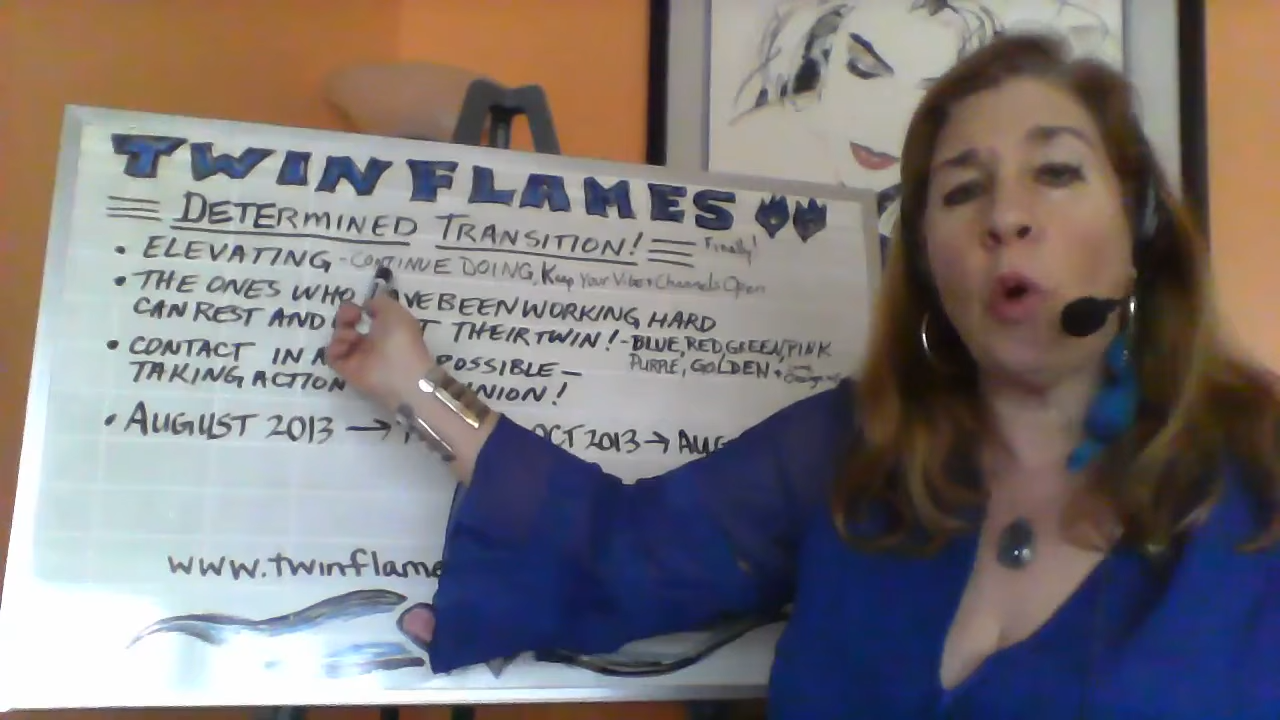 TWIN FLAMES
DETERMINED TRANSITION! Finally!
• ELEVATING - CONTINUE DOING, Keep Your Vibe + Channels Open
• THE ONES WHO HAVE BEEN WORKING HARD
CAN REST AND THEIR TWIN! - BLUE, RED, GREEN, PINK
PURPLE, GOLDEN +
• CONTACT IN POSSIBLE -
TAKING ACTION !
• AUGUST 2013 → OCT 2013 →
www.twinflame